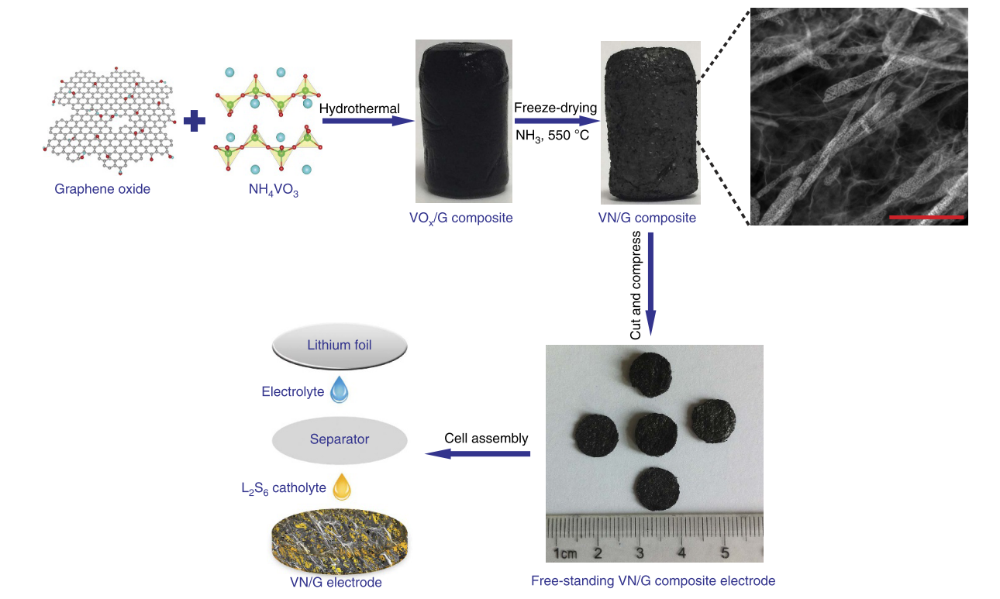 Graphene oxide
NH₄VO₃
Hydrothermal
VOₓ/G composite
Freeze-drying
NH₃, 550 °C
VN/G composite
Cut and compress
1cm 2 3 4 5
Free-standing VN/G composite electrode
Cell assembly
Lithium foil
Electrolyte
Separator
L₂S₆ catholyte
VN/G electrode